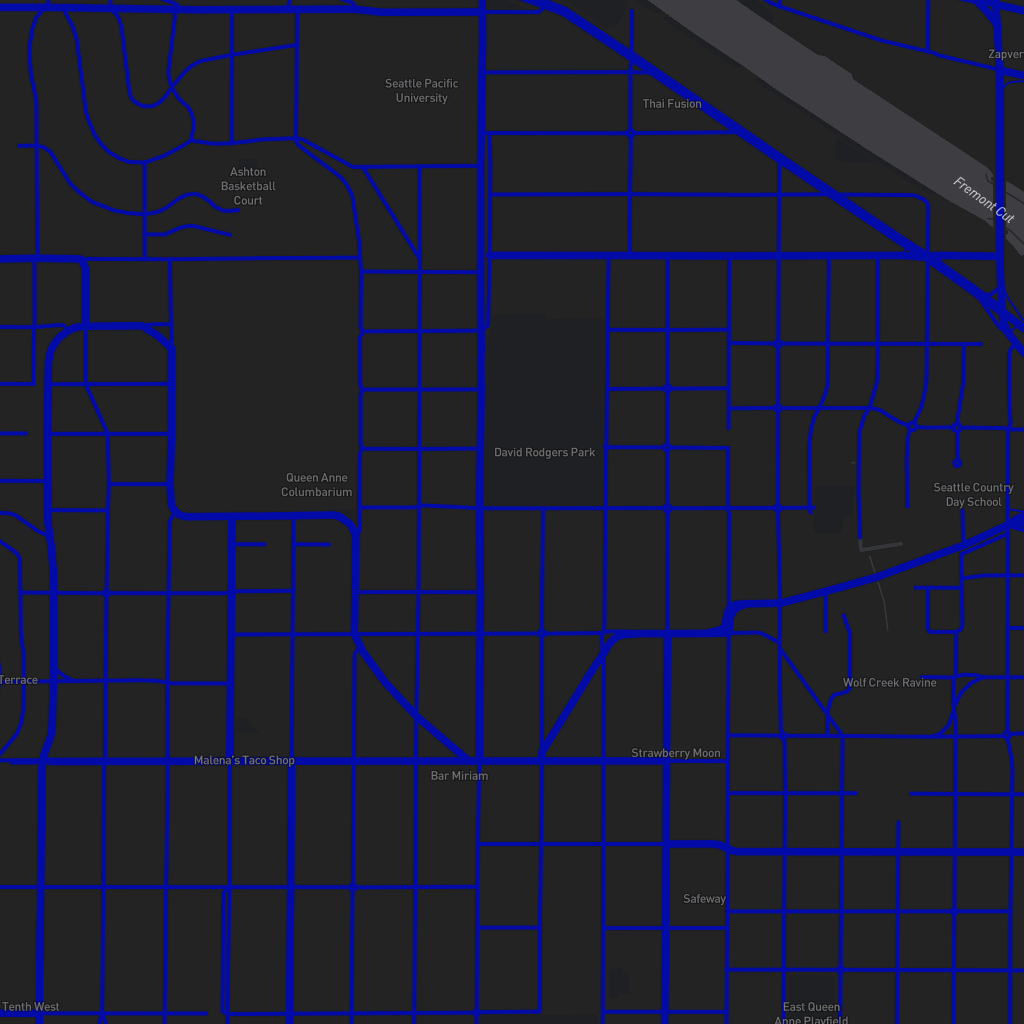 Zapver
Seattle Pacific
University
Thai Fusion
Ashton
Basketball
Court
Fremont Cut
David Rodgers Park
Queen Anne
Columbarium
Seattle Country
Day School
Terrace
Wolf Creek Ravine
Malena's Taco Shop
Strawberry Moon
Bar Miriam
Safeway
Tenth West
East Queen
Anne Playfield